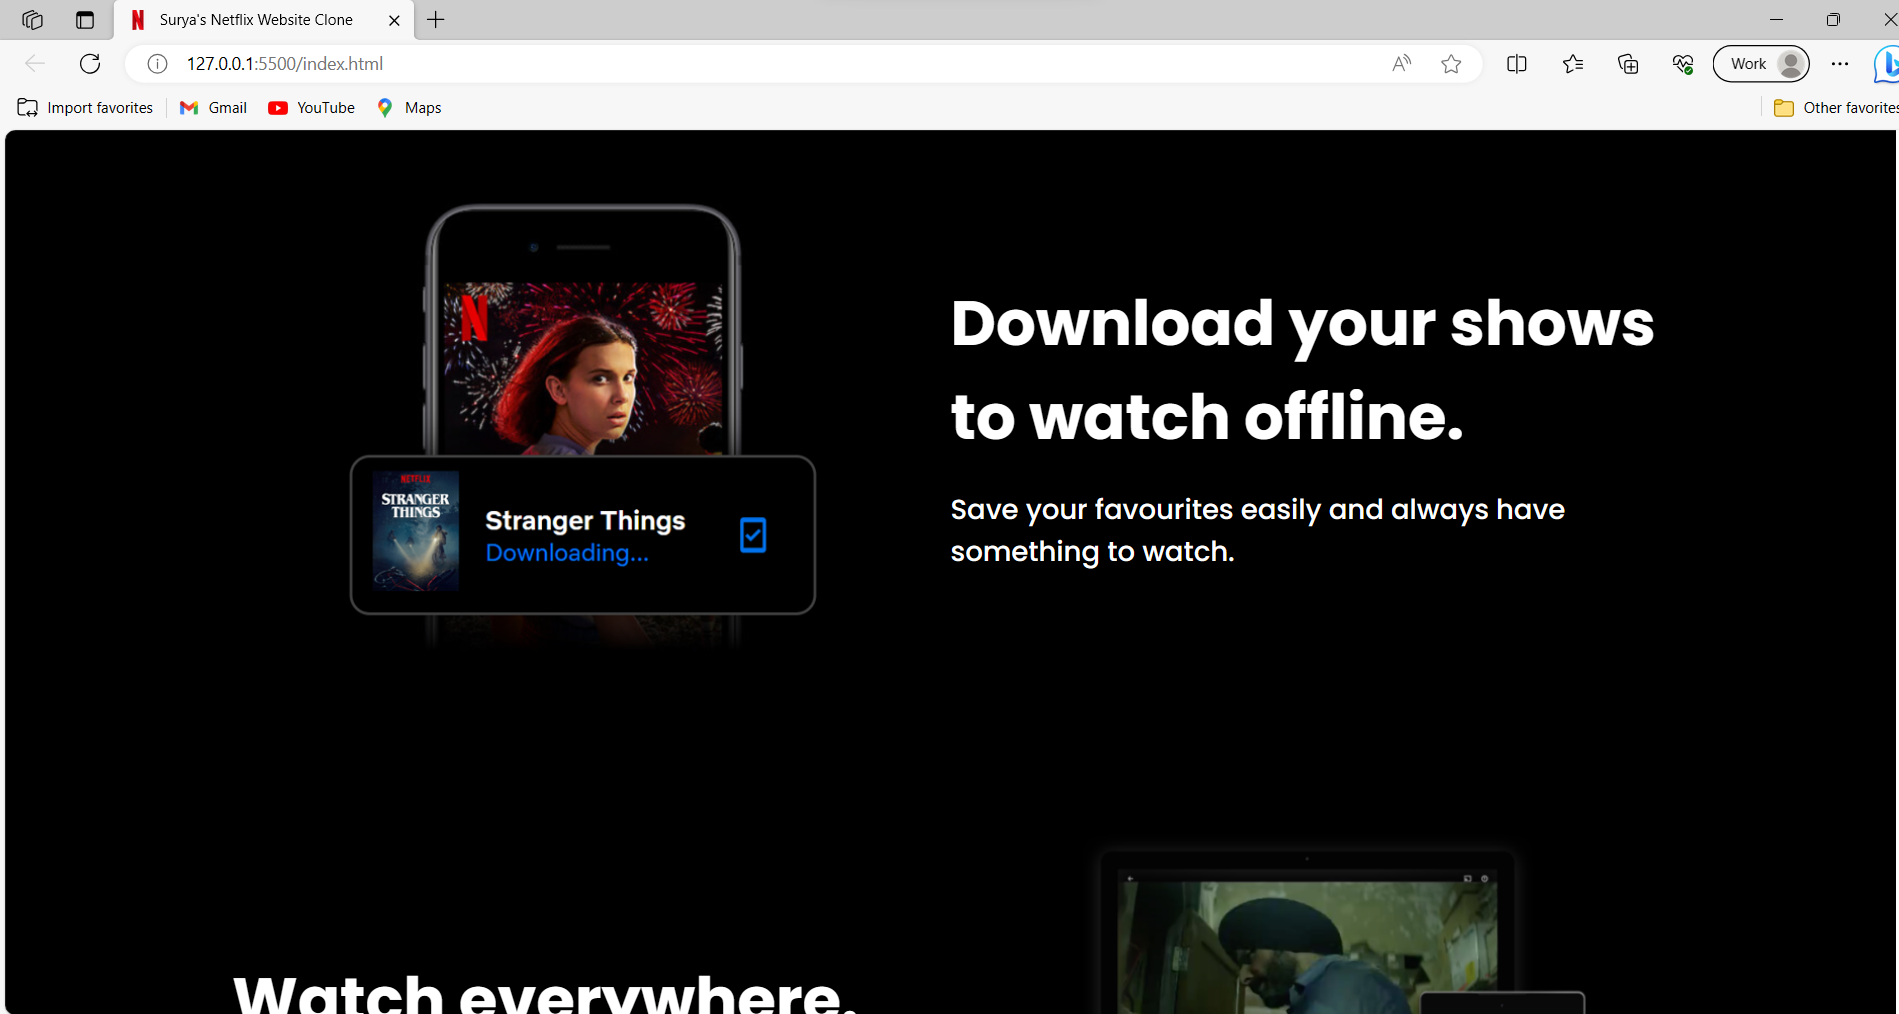 Surya's Netflix Website Clone
127.0.0.1:5500/index.html
Work
Import favorites
Gmail
YouTube
Maps
Other favorites
N
Download your shows
to watch offline.
Save your favourites easily and always have
something to watch.
NETFLIX
STRANGER
THINGS
Stranger Things
Downloading...
Watch everywhere.